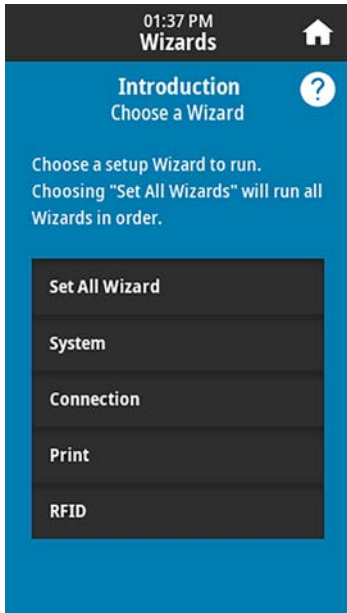 01:37 PM
Wizards
Introduction
?
Choose a Wizard
Choose a setup Wizard to run.
Choosing "Set All Wizards" will run all
Wizards in order.
Set All Wizard
System
Connection
Print
RFID